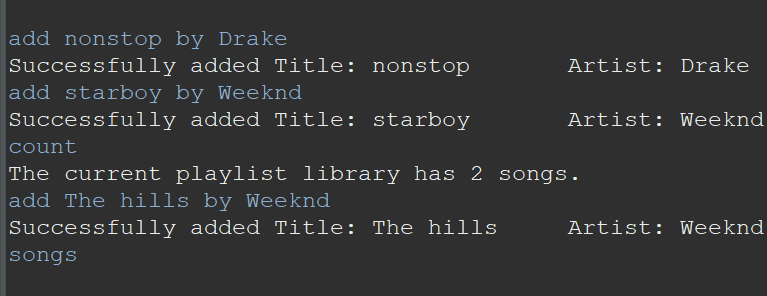 add nonstop by Drake
Successfully added Title: nonstop       Artist: Drake
add starboy by Weeknd
Successfully added Title: starboy       Artist: Weeknd
count
The current playlist library has 2 songs.
add The hills by Weeknd
Successfully added Title: The hills     Artist: Weeknd
songs